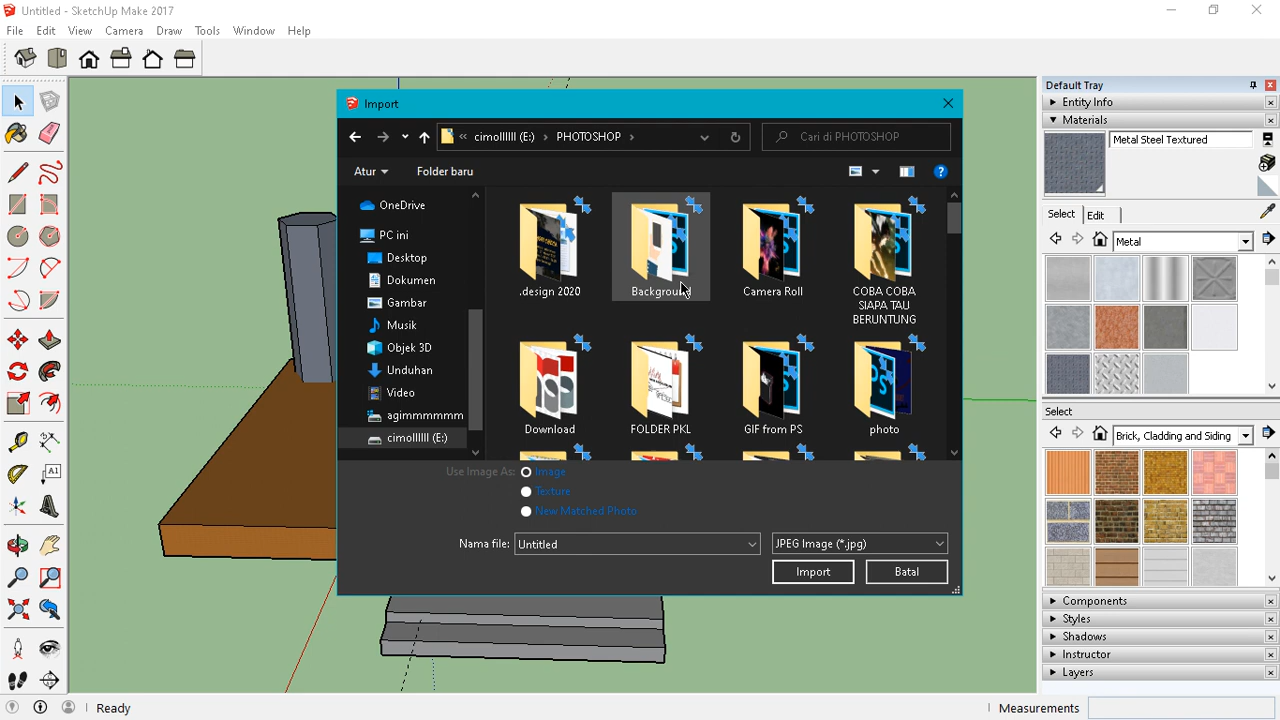 Untitled - SketchUp Make 2017
File Edit View Camera Draw Tools Window Help
Import
« cimollllll (E:) › PHOTOSHOP ›
Cari di PHOTOSHOP
Atur
Folder baru
OneDrive
PC ini
Desktop
Dokumen
Gambar
Musik
Objek 3D
Unduhan
Video
agimmmmmm
cimollllll (E:)
.design 2020
Background
Camera Roll
COBA COBA
SIAPA TAU
BERUNTUNG
Download
FOLDER PKL
GIF from PS
photo
Use Image As:
Image
Texture
New Matched Photo
Nama file:
Untitled
JPEG Image (*.jpg)
Import
Batal
Default Tray
Entity Info
Materials
Metal Steel Textured
Select
Edit
Metal
Select
Brick, Cladding and Siding
Components
Styles
Shadows
Instructor
Layers
Ready
Measurements